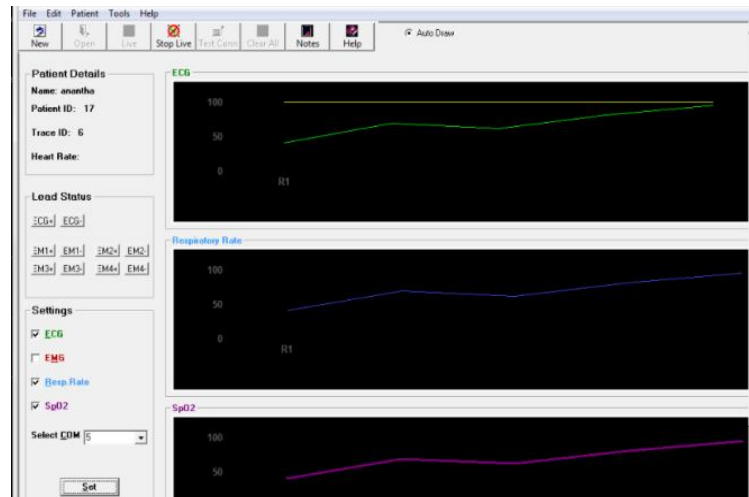 File Edit Patient Tools Help
New Open Live Stop Live Test Conn Clear All Notes Help Auto Draw
Patient Details
Name: anantha
Patient ID: 17
Trace ID: 6
Heart Rate:
Lead Status
ECG+ ECG-
EM1+ EM1- EM2+ EM2-
EM3+ EM3- EM4+ EM4-
Settings
ECG
EMG
Resp.Rate
SpO2
Select COM 5
Set
ECG
100
50
0
R1
Respiratory Rate
100
50
0
R1
SpO2
100
50